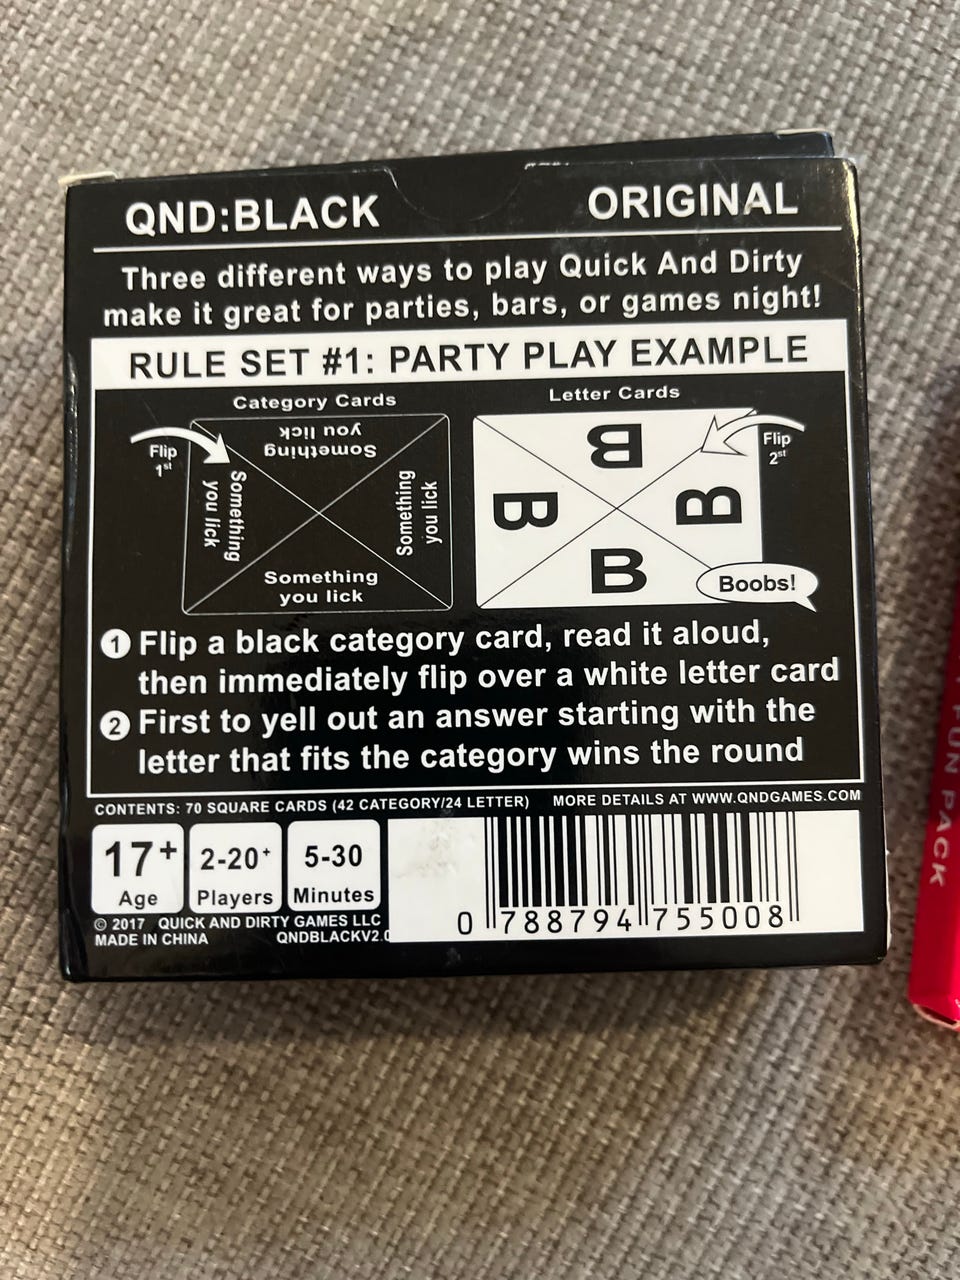 QND:BLACK
ORIGINAL
Three different ways to play Quick And Dirty
make it great for parties, bars, or games night!
RULE SET #1: PARTY PLAY EXAMPLE
Category Cards
Letter Cards
Flip
1st
Something
you lick
Something
you lick
Something
you lick
Something
you lick
Flip
2st
B
B
B
B
Boobs!
1 Flip a black category card, read it aloud,
then immediately flip over a white letter card
2 First to yell out an answer starting with the
letter that fits the category wins the round
CONTENTS: 70 SQUARE CARDS (42 CATEGORY/24 LETTER)
MORE DETAILS AT WWW.QNDGAMES.COM
17+
Age
2-20+
Players
5-30
Minutes
© 2017 QUICK AND DIRTY GAMES LLC
MADE IN CHINA
QNDBLACKV2.0
0 788794 755008
FUN PACK